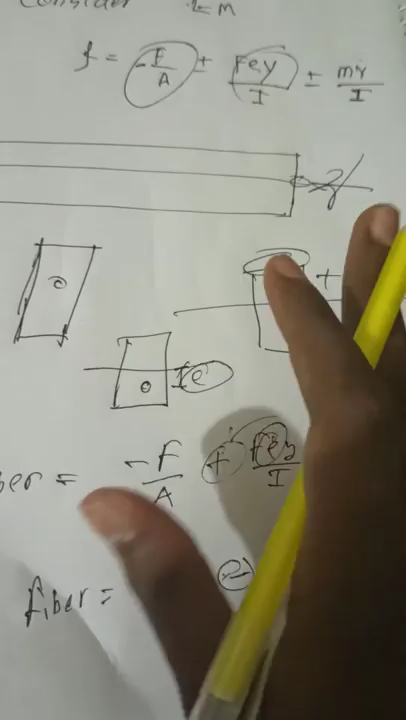 Consider
f = -F/A ± Fey/I ± my/I
+
e
ber = -F/A + Fey/I
fiber = e